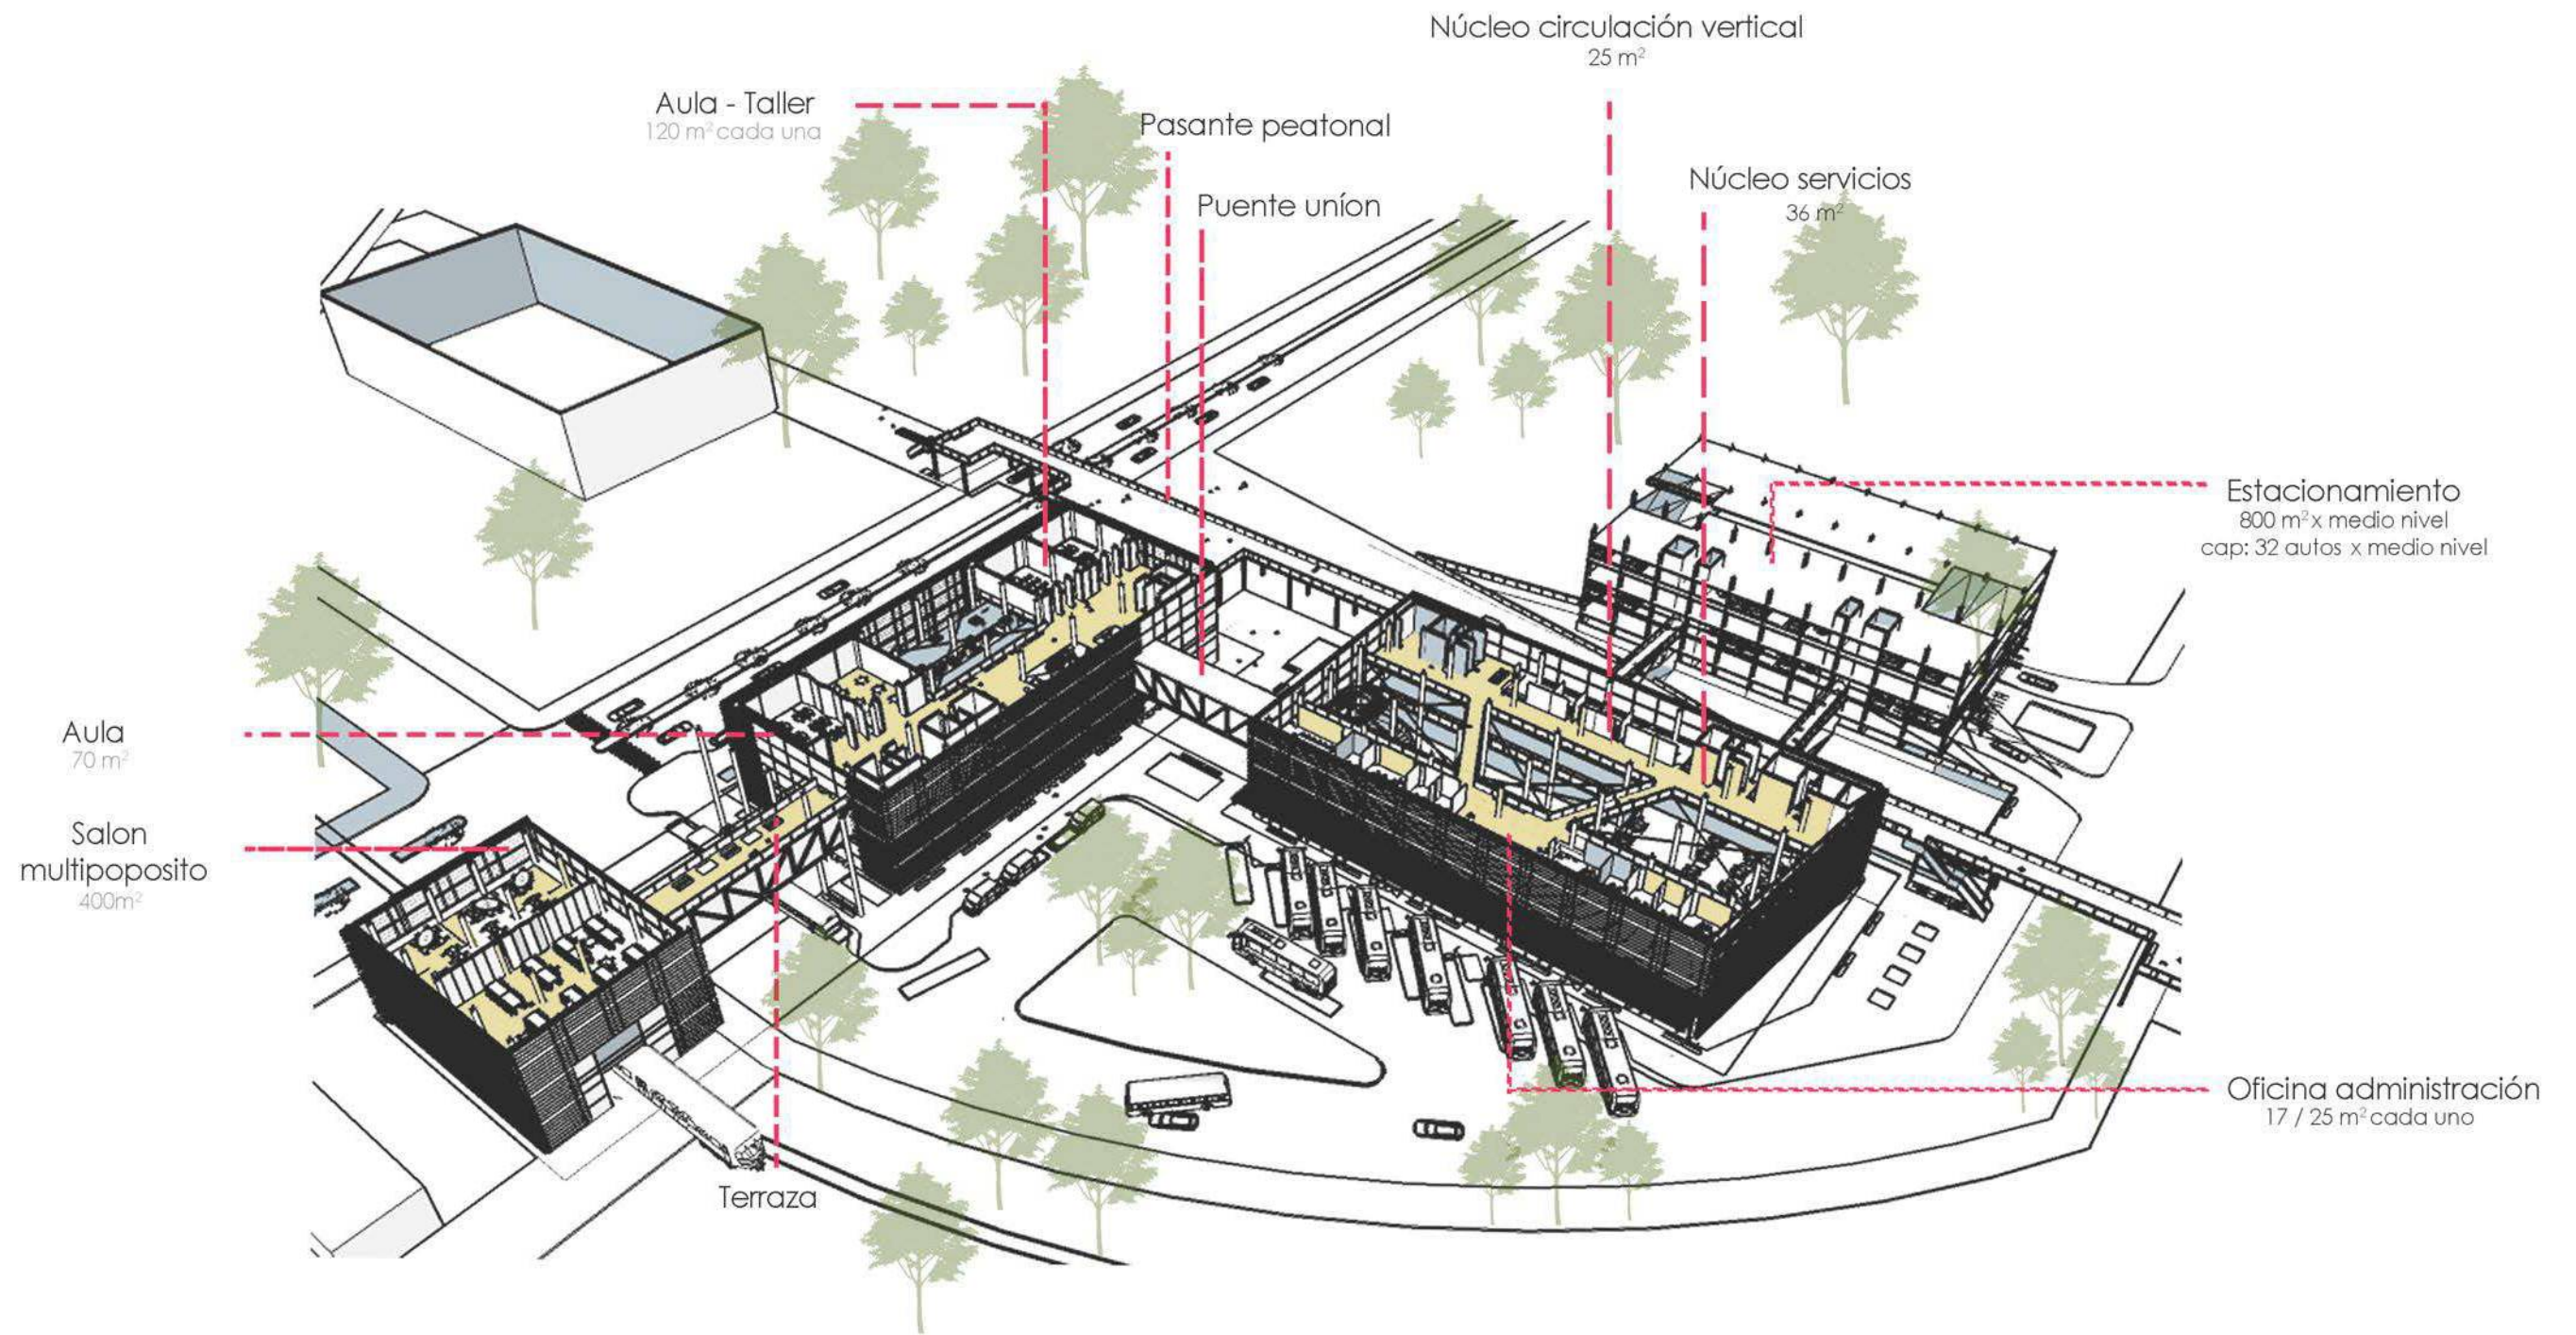 Núcleo circulación vertical
25 m²
Aula - Taller
120 m² cada una
Pasante peatonal
Núcleo servicios
36 m²
Puente uníon
Estacionamiento
800 m² x medio nivel
cap: 32 autos x medio nivel
Aula
70 m²
Salon
multipoposito
400m²
Oficina administración
17 / 25 m² cada uno
Terraza